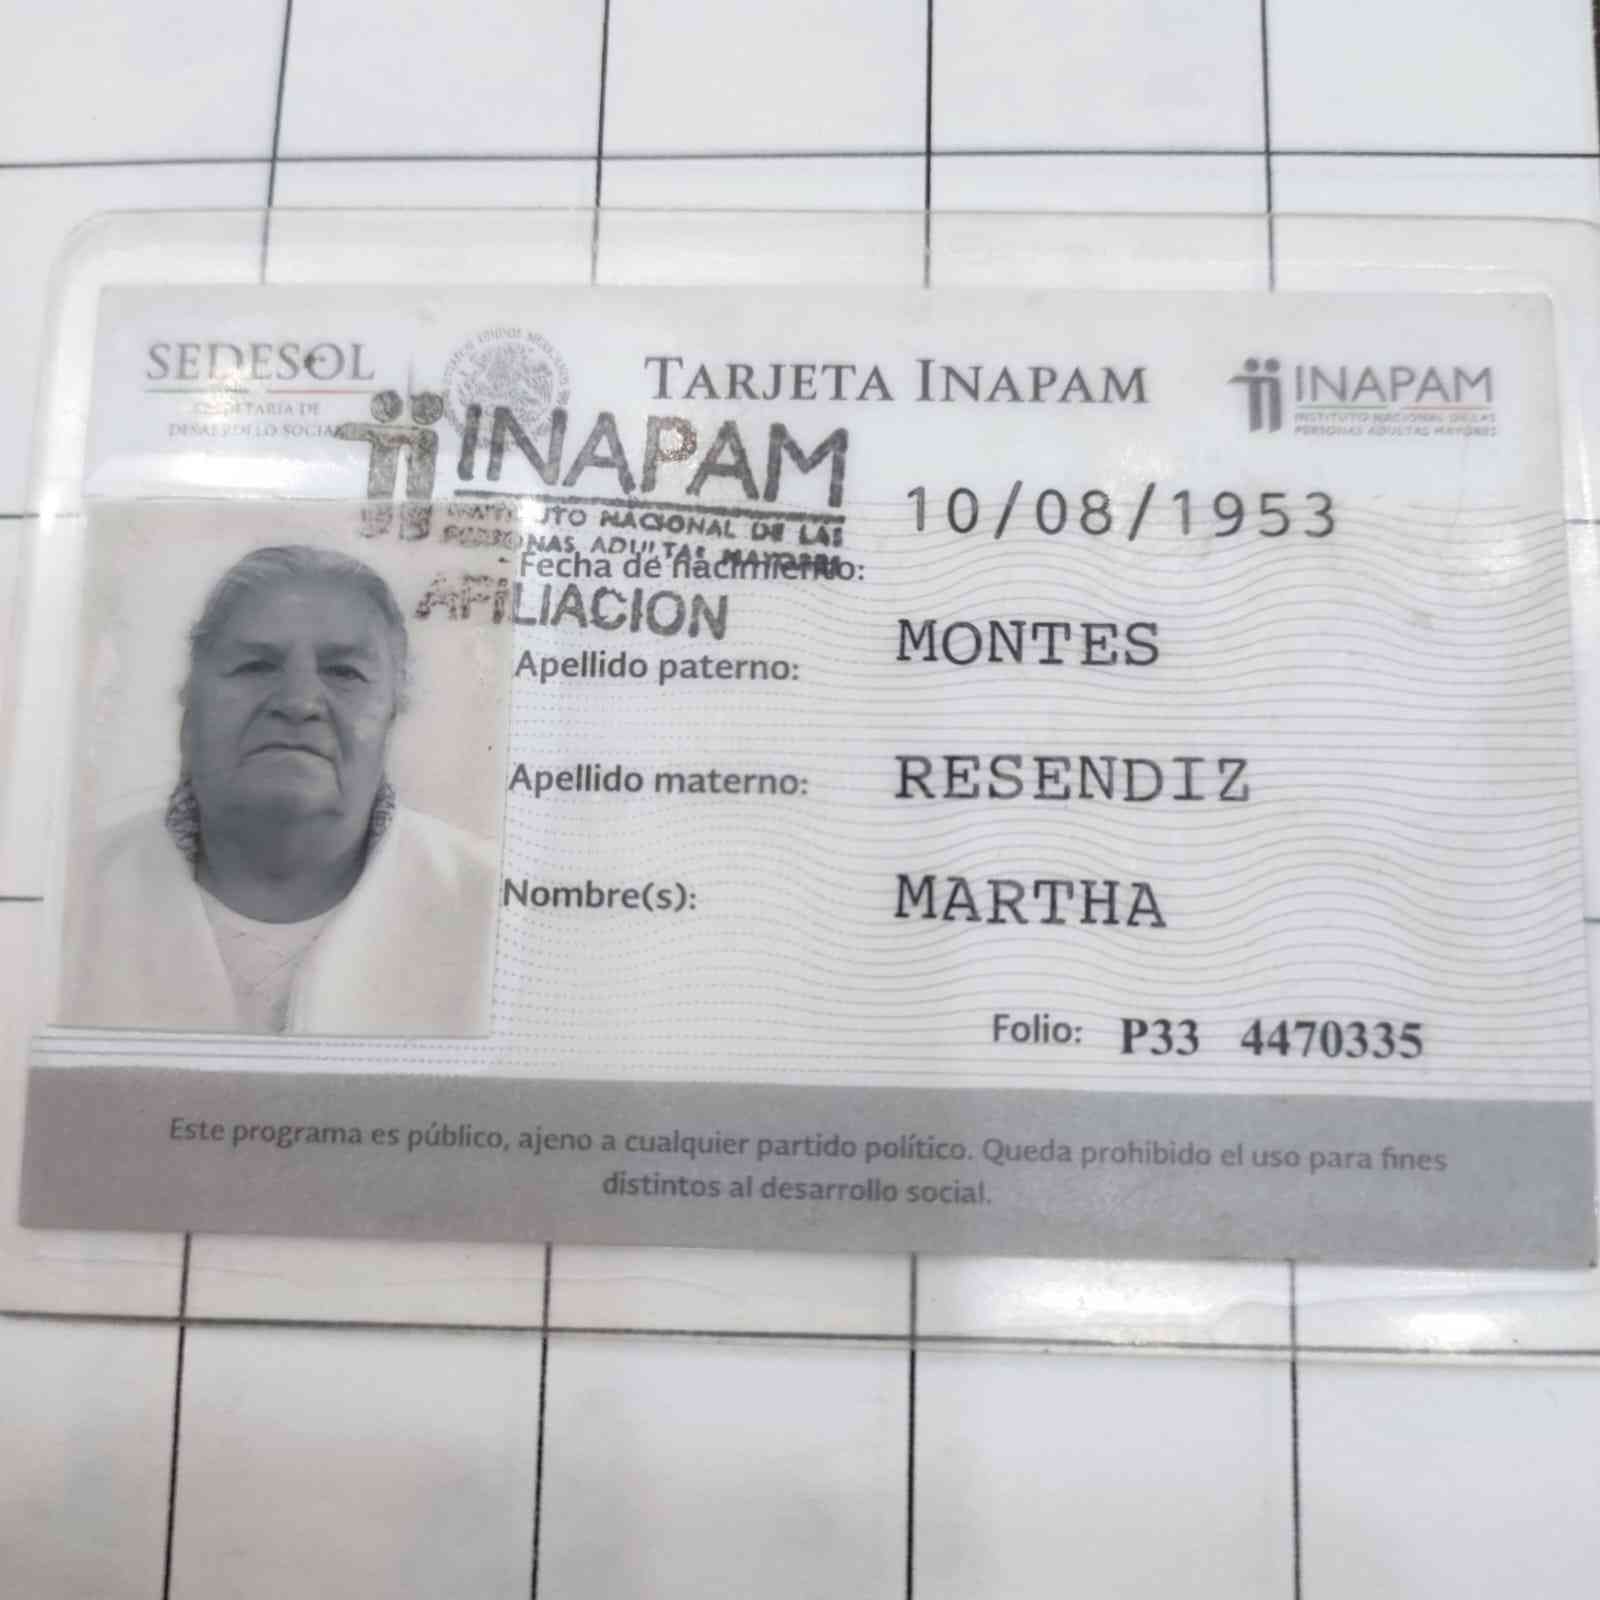 SEDESOL
SECRETARÍA DE
DESARROLLO SOCIAL
TARJETA INAPAM
INAPAM
INSTITUTO NACIONAL DE LAS
PERSONAS ADULTAS MAYORES
INAPAM
INSTITUTO NACIONAL DE LAS
PERSONAS ADULTAS MAYORES
AFILIACION
Fecha de nacimiento: 10/08/1953
Apellido paterno: MONTES
Apellido materno: RESENDIZ
Nombre(s): MARTHA
Folio: P33 4470335
Este programa es público, ajeno a cualquier partido político. Queda prohibido el uso para fines
distintos al desarrollo social.